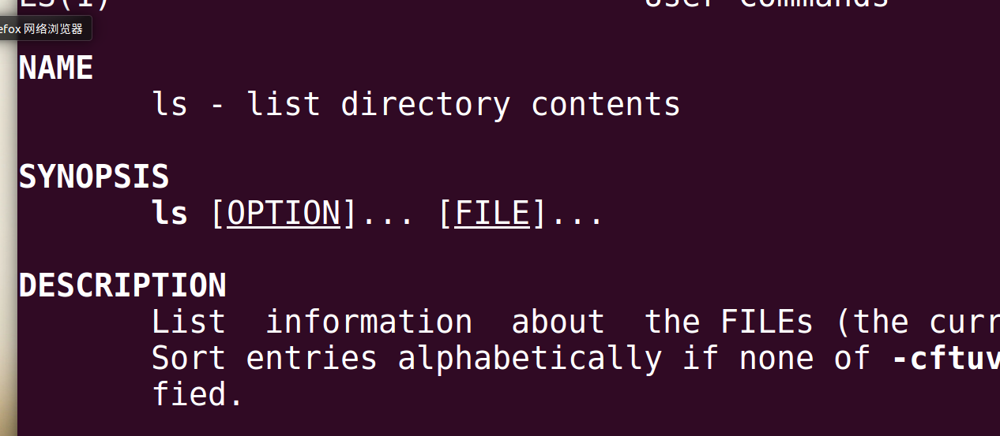 LS(1) User Commands
efox 网络浏览器
NAME
ls - list directory contents
SYNOPSIS
ls [OPTION]... [FILE]...
DESCRIPTION
List information about the FILEs (the curr
Sort entries alphabetically if none of -cftuv
fied.